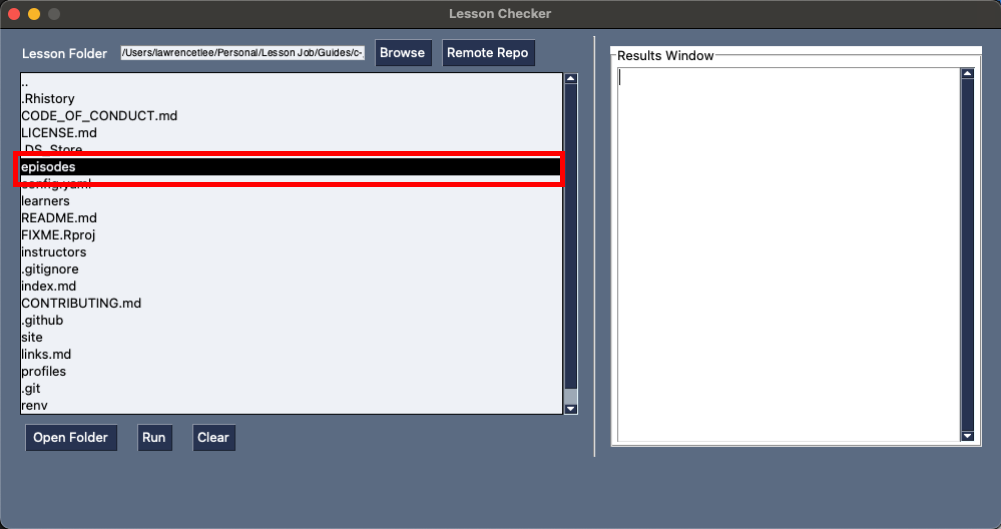 Lesson Checker
Lesson Folder /Users/lawrencetlee/Personal/Lesson Job/Guides/c- Browse Remote Repo
..
.Rhistory
CODE_OF_CONDUCT.md
LICENSE.md
.DS_Store
episodes
config.yaml
learners
README.md
FIXME.Rproj
instructors
.gitignore
index.md
CONTRIBUTING.md
.github
site
links.md
profiles
.git
renv
Open Folder Run Clear
Results Window